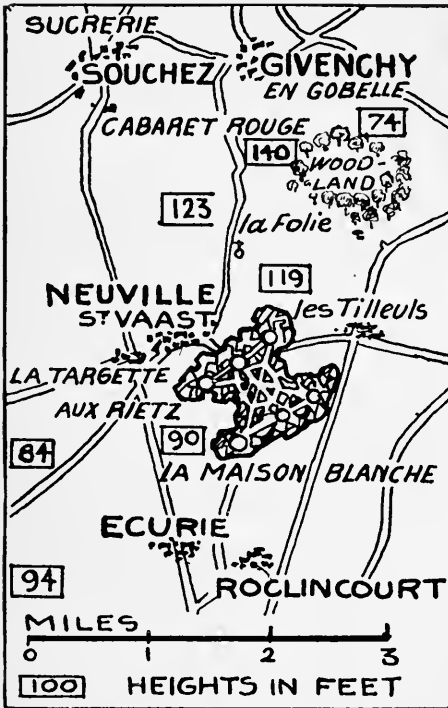 SUCRERIE
SOUCHEZ
GIVENCHY
EN GOBELLE
CABARET ROUGE
74
140
WOOD-
LAND
123
la Folie
119
NEUVILLE
ST VAAST.
les Tilleuls
LA TARGETTE
AUX RIETZ
90
84
LA MAISON BLANCHE
ECURIE
94
ROCLINCOURT
MILES
0 1 2 3
100 HEIGHTS IN FEET